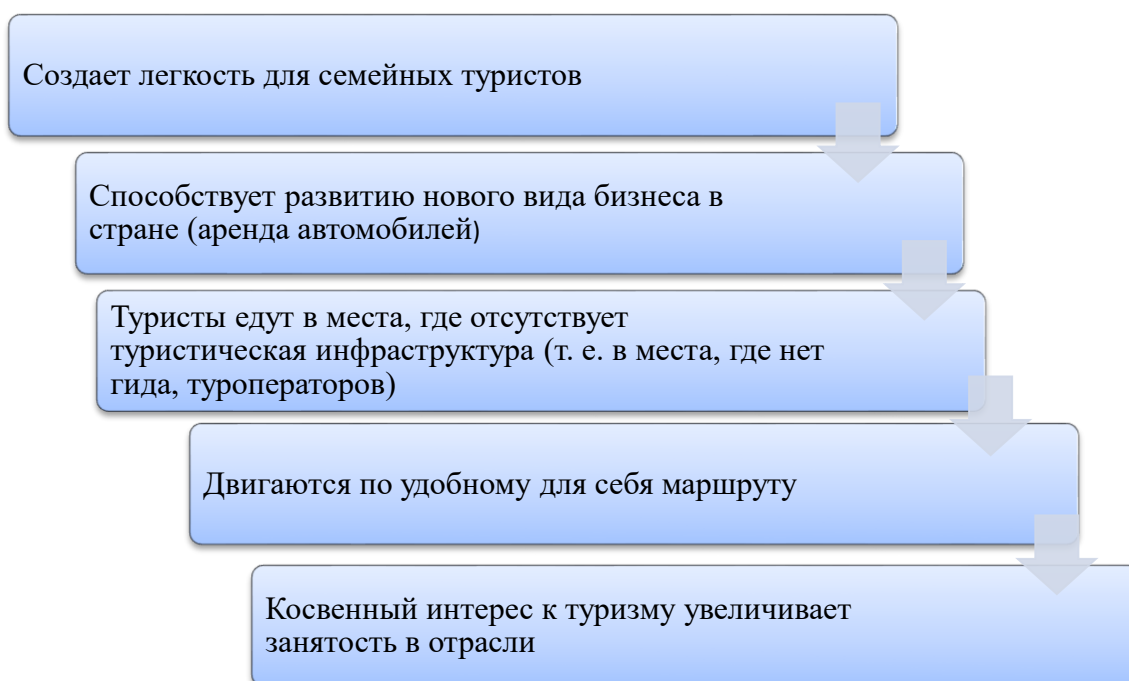 Создает легкость для семейных туристов
Способствует развитию нового вида бизнеса в
стране (аренда автомобилей)
Туристы едут в места, где отсутствует
туристическая инфраструктура (т. е. в места, где нет
гида, туроператоров)
Двигаются по удобному для себя маршруту
Косвенный интерес к туризму увеличивает
занятость в отрасли